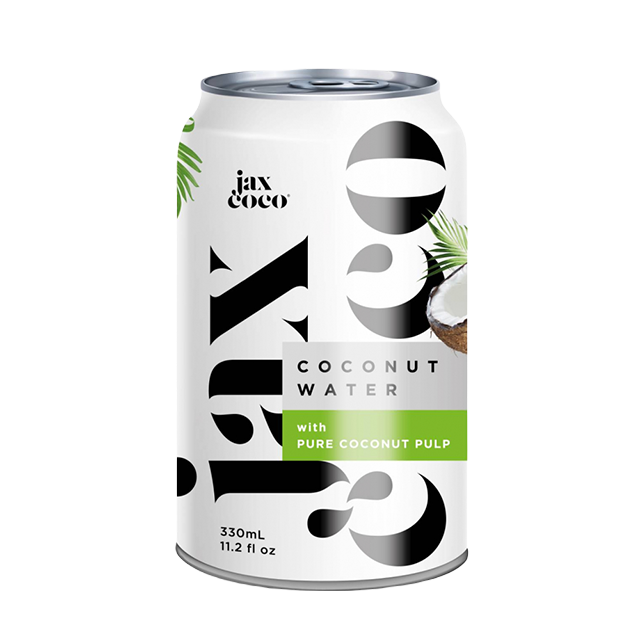 jax
coco®
jax
coco
COCONUT
WATER
with
PURE COCONUT PULP
330mL
11.2 fl oz